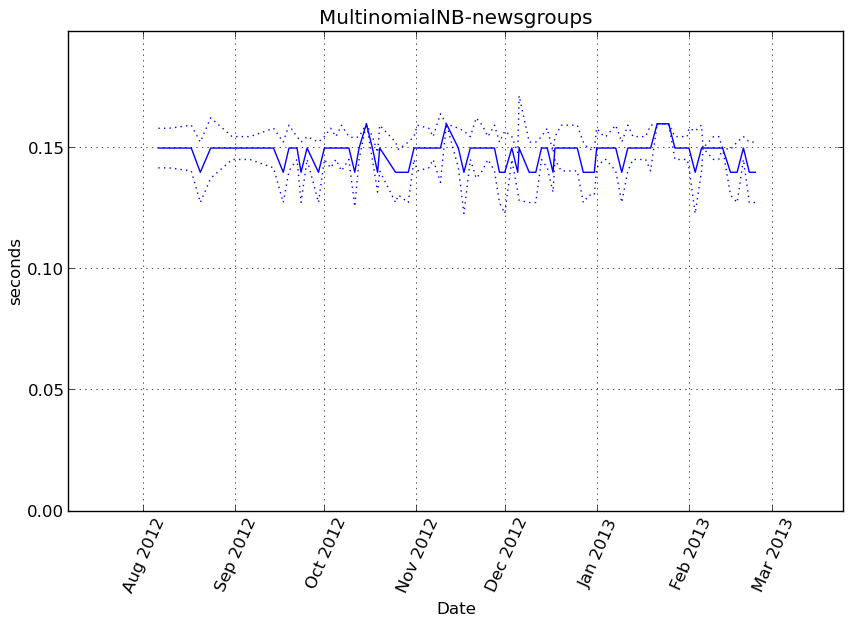 MultinomialNB-newsgroups
seconds
0.15
0.10
0.05
0.00
Aug 2012
Sep 2012
Oct 2012
Nov 2012
Dec 2012
Jan 2013
Feb 2013
Mar 2013
Date